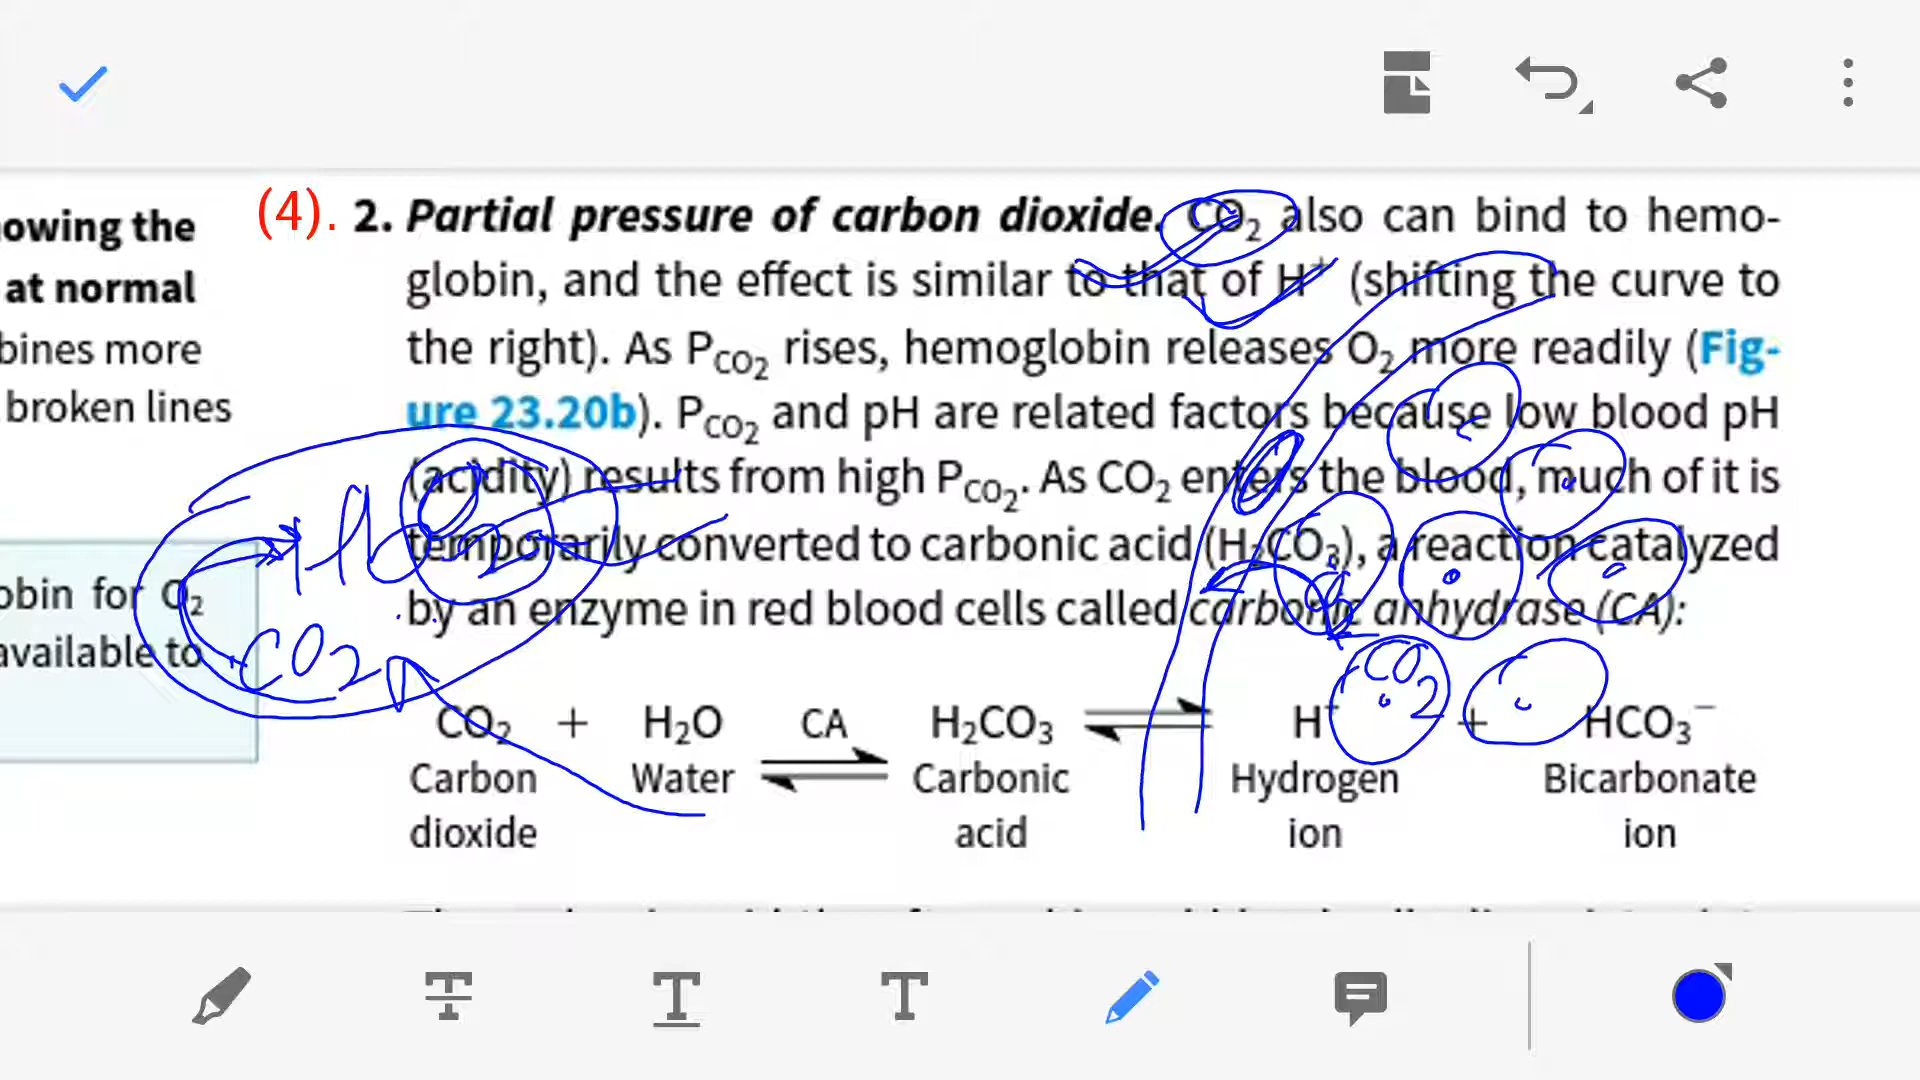 owing the
at normal
bines more
broken lines
obin for O₂
available to
(4). 2. Partial pressure of carbon dioxide. CO₂ also can bind to hemo-
globin, and the effect is similar to that of H⁺ (shifting the curve to
the right). As PCO₂ rises, hemoglobin releases O₂ more readily (Fig-
ure 23.20b). PCO₂ and pH are related factors because low blood pH
(acidity) results from high PCO₂. As CO₂ enters the blood, much of it is
temporarily converted to carbonic acid (H₂CO₃), a reaction catalyzed
by an enzyme in red blood cells called carbonic anhydrase (CA):
HbO₂
CO₂
O₂
CO₂
CO₂ + H₂O CA H₂CO₃ ⇌ H⁺ + HCO₃⁻
Carbon Water ⇌ Carbonic Hydrogen Bicarbonate
dioxide acid ion ion